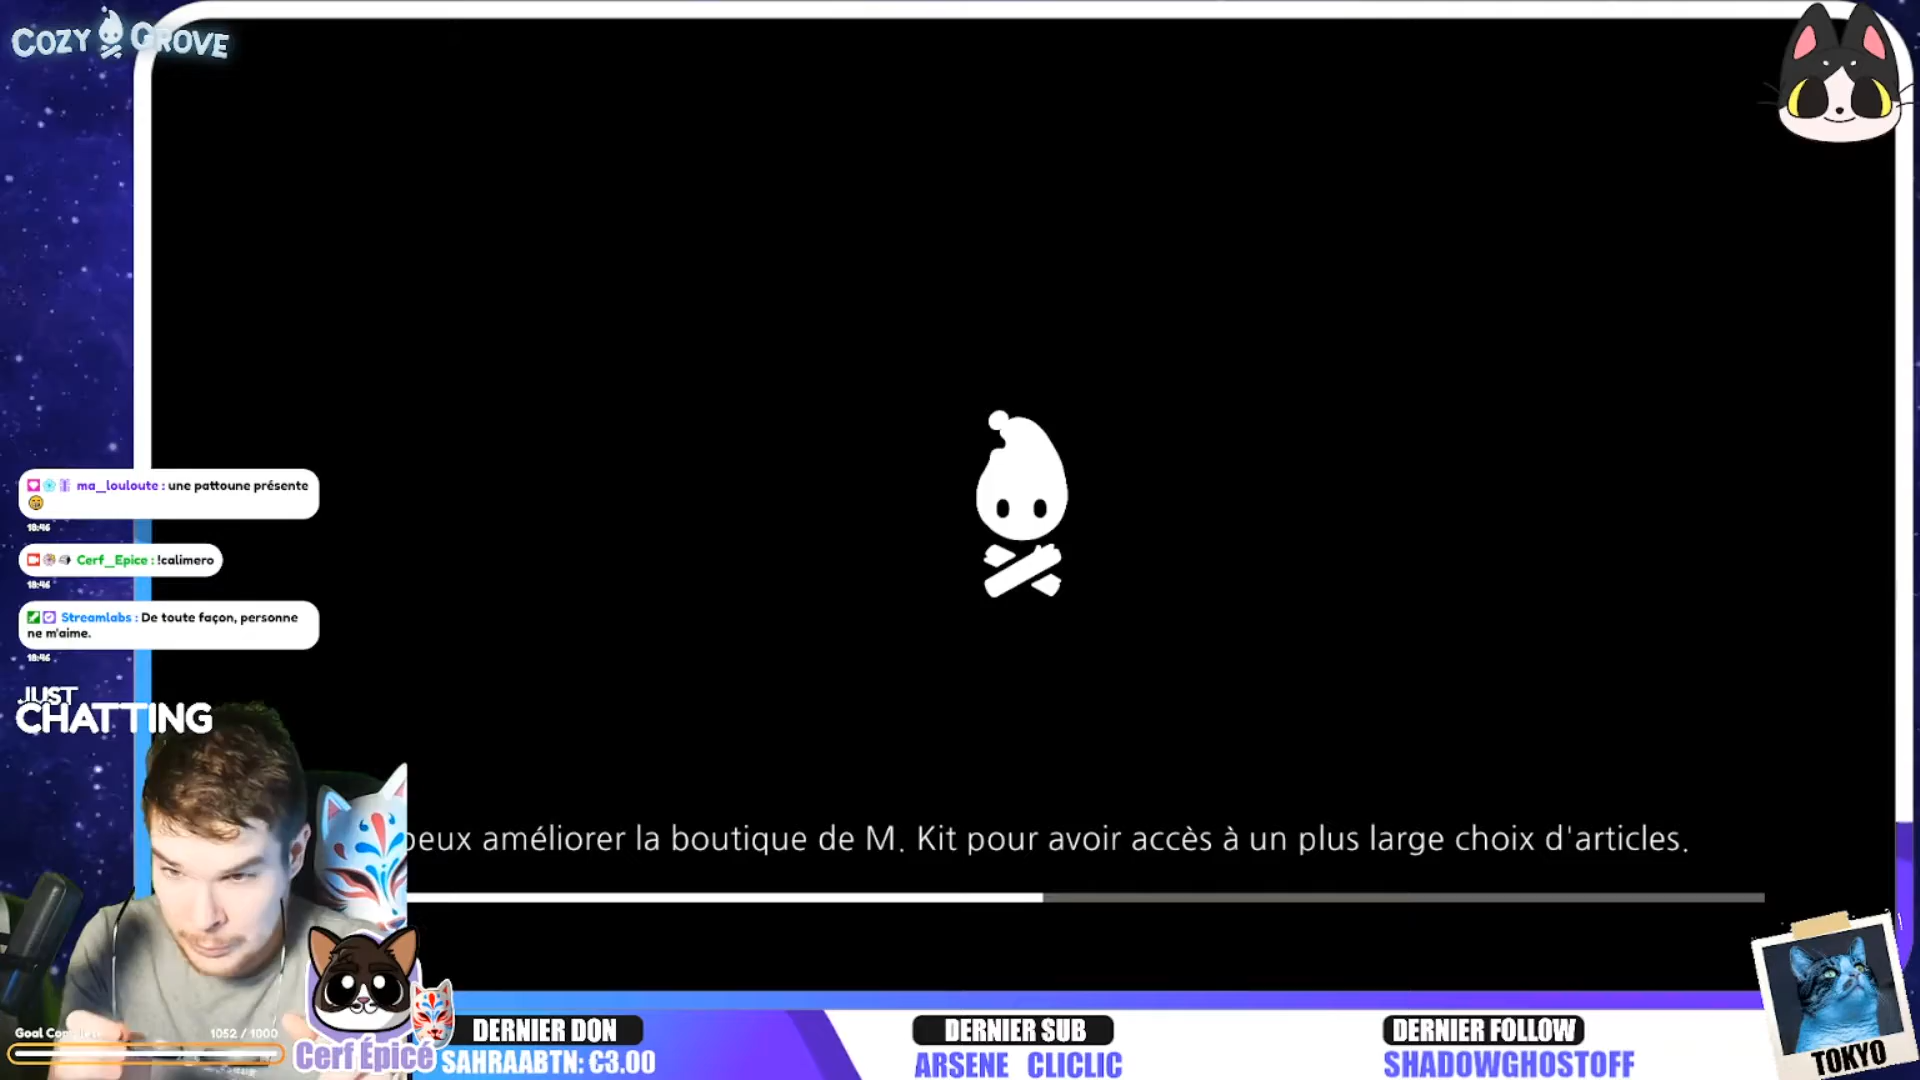 COZY GROVE
ma_louloute : une pattoune présente
18:46
Cerf_Epice : !calimero
18:46
Streamlabs : De toute façon, personne
ne m'aime.
18:46
JUST
CHATTING
peux améliorer la boutique de M. Kit pour avoir accès à un plus large choix d'articles.
Goal
1052 / 1000
Cerf Épicé
DERNIER DON
SAHRAABTN: €3.00
DERNIER SUB
ARSENE_CLICLIC
DERNIER FOLLOW
SHADOWGHOSTOFF
TOKYO